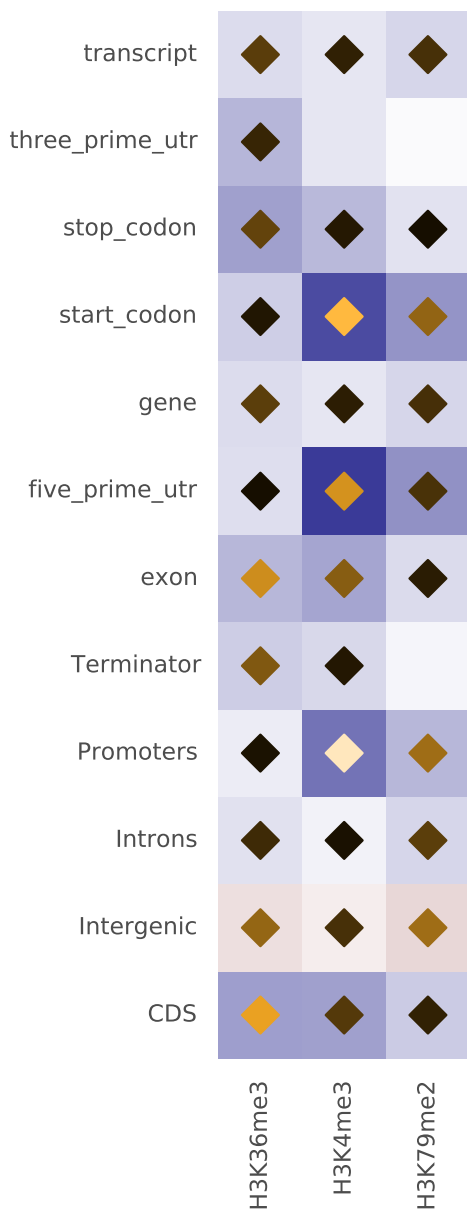 transcript
three_prime_utr
stop_codon
start_codon
gene
five_prime_utr
exon
Terminator
Promoters
Introns
Intergenic
CDS
H3K36me3
H3K4me3
H3K79me2